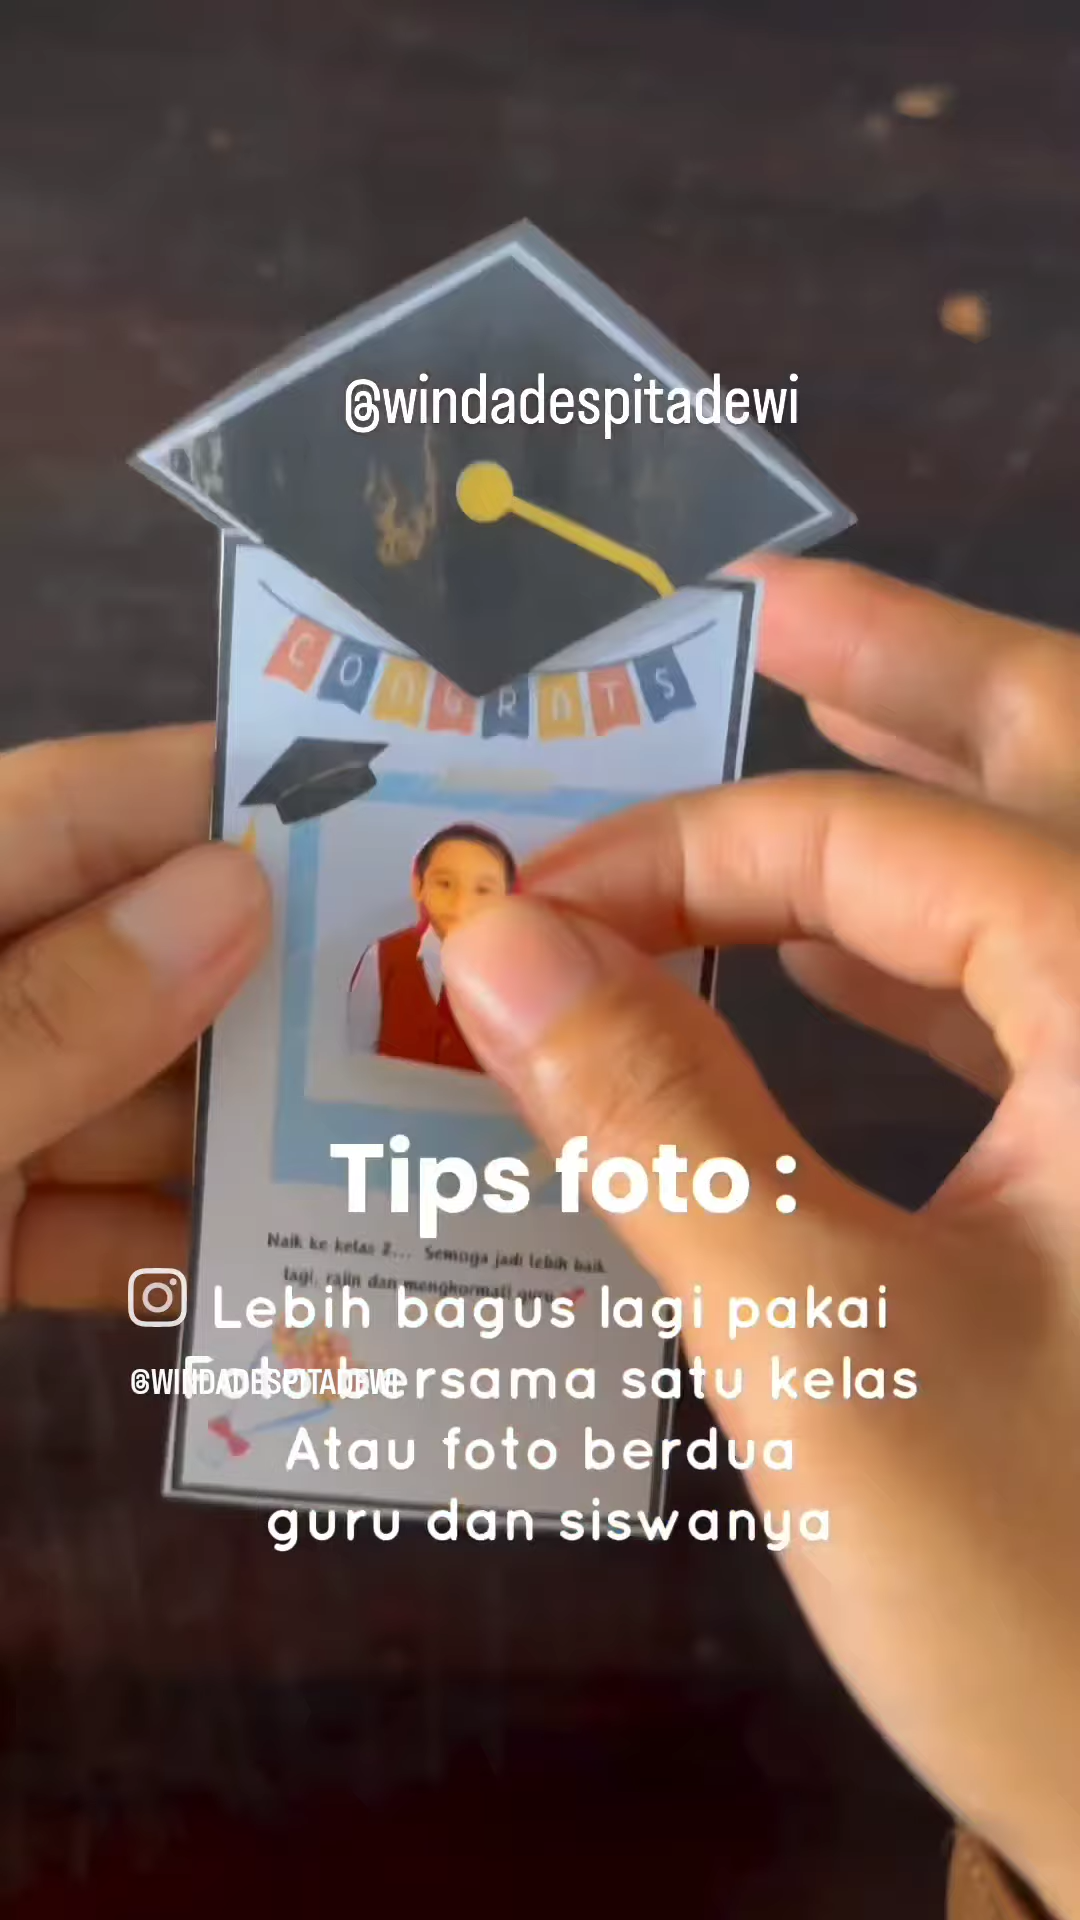 @windadespitadewi
CONGRATS
Tips foto :
Naik ke kelas 2... Semoga jadi lebih baik
lagi, rajin dan menghormati guru
Lebih bagus lagi pakai
@WINDADESPITADEWI
Foto bersama satu kelas
Atau foto berdua
guru dan siswanya